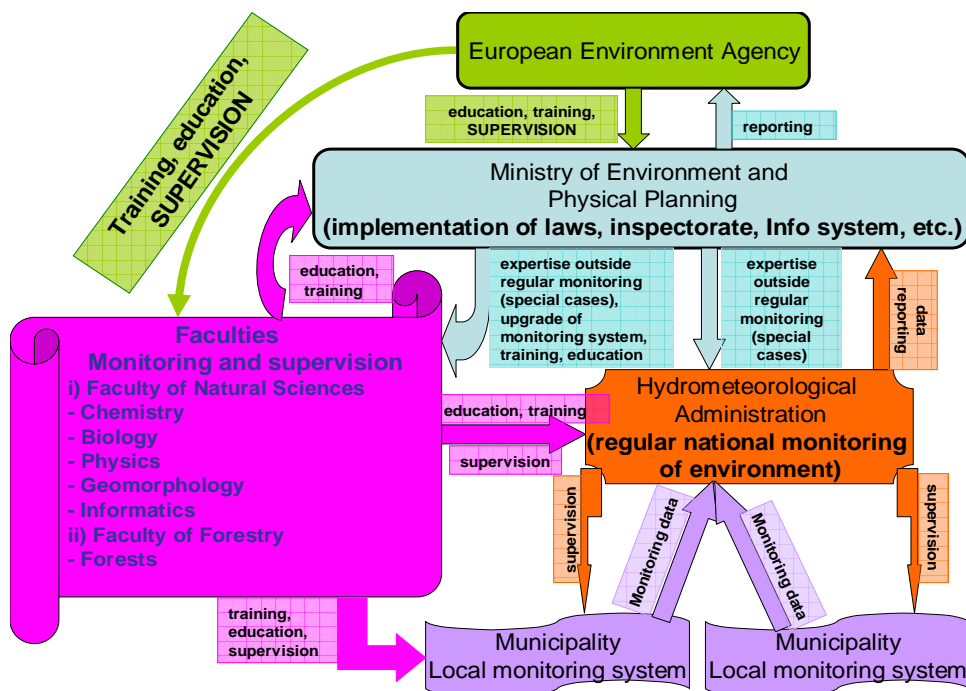 European Environment Agency
Training, education,
SUPERVISION
education, training,
SUPERVISION
reporting
Ministry of Environment and
Physical Planning
(implementation of laws, inspectorate, Info system, etc.)
education,
training
expertise outside
regular monitoring
(special cases),
upgrade of
monitoring system,
training, education
expertise
outside
regular
monitoring
(special
cases)
data
reporting
Faculties
Monitoring and supervision
i) Faculty of Natural Sciences
- Chemistry
- Biology
- Physics
- Geomorphology
- Informatics
ii) Faculty of Forestry
- Forests
education, training
supervision
Hydrometeorological
Administration
(regular national monitoring
of environment)
supervision
Monitoring data
Monitoring data
supervision
training,
education,
supervision
Municipality
Local monitoring system
Municipality
Local monitoring system